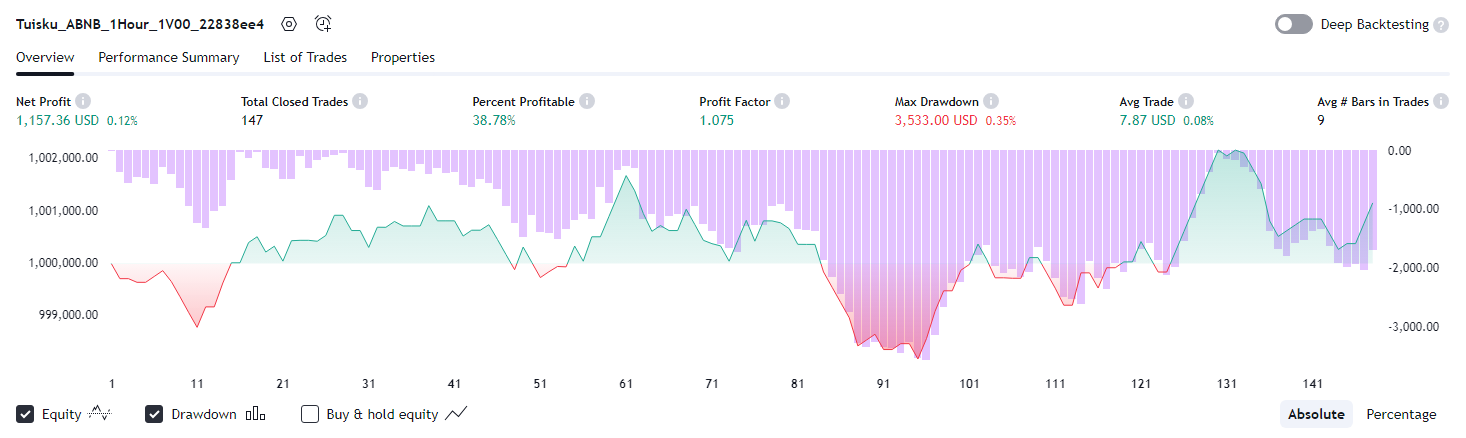 Tuisku_ABNB_1Hour_1V00_22838ee4
Deep Backtesting ?
Overview Performance Summary List of Trades Properties
Net Profit Total Closed Trades Percent Profitable Profit Factor Max Drawdown Avg Trade Avg # Bars in Trades
1,157.36 USD 0.12% 147 38.78% 1.075 3,533.00 USD 0.35% 7.87 USD 0.08% 9
1,002,000.00 0.00
1,001,000.00 -1,000.00
1,000,000.00 -2,000.00
999,000.00 -3,000.00
1 11 21 31 41 51 61 71 81 91 101 111 121 131 141
Equity Drawdown Buy & hold equity Absolute Percentage